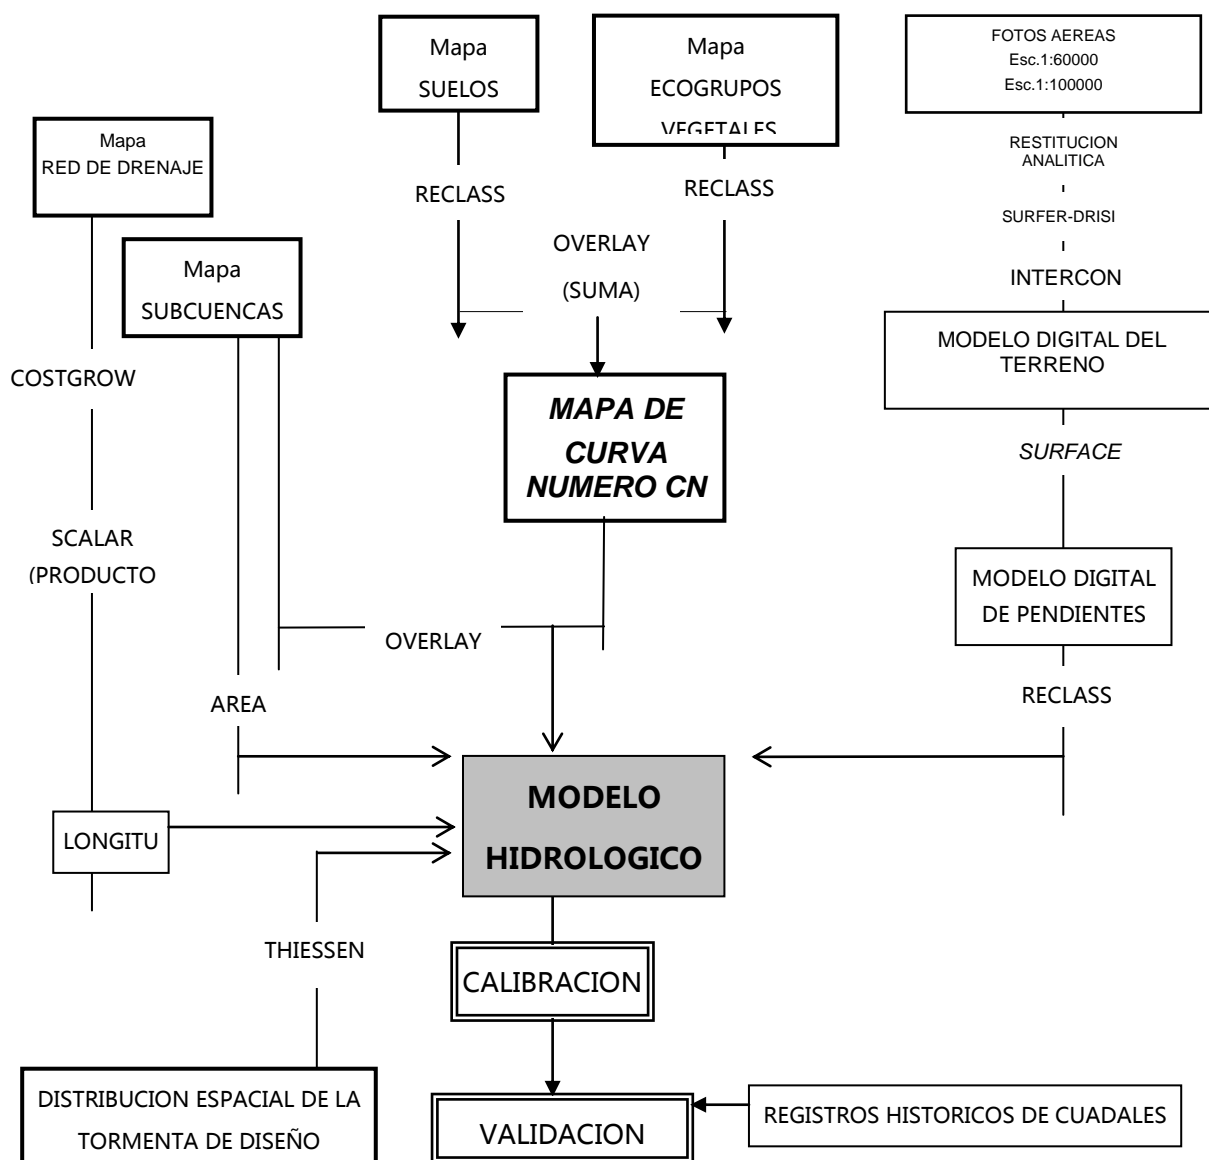 Mapa
SUELOS
Mapa
ECOGRUPOS
VEGETALES
FOTOS AEREAS
Esc.1:60000
Esc.1:100000
Mapa
RED DE DRENAJE
RESTITUCION
ANALITICA
RECLASS
RECLASS
SURFER-DRISI
OVERLAY
(SUMA)
Mapa
SUBCUENCAS
INTERCON
MODELO DIGITAL DEL
TERRENO
COSTGROW
MAPA DE
CURVA
NUMERO CN
SURFACE
SCALAR
(PRODUCTO
MODELO DIGITAL
DE PENDIENTES
OVERLAY
AREA
RECLASS
MODELO
HIDROLOGICO
LONGITU
THIESSEN
CALIBRACION
DISTRIBUCION ESPACIAL DE LA
TORMENTA DE DISEÑO
VALIDACION
REGISTROS HISTORICOS DE CUADALES